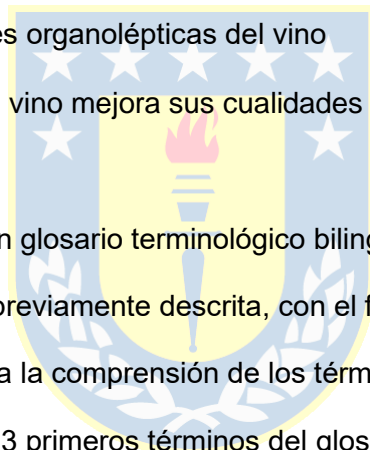 es organolépticas del vino
vino mejora sus cualidades
n glosario terminológico biling
previamente descrita, con el f
a la comprensión de los térm
3 primeros términos del glos